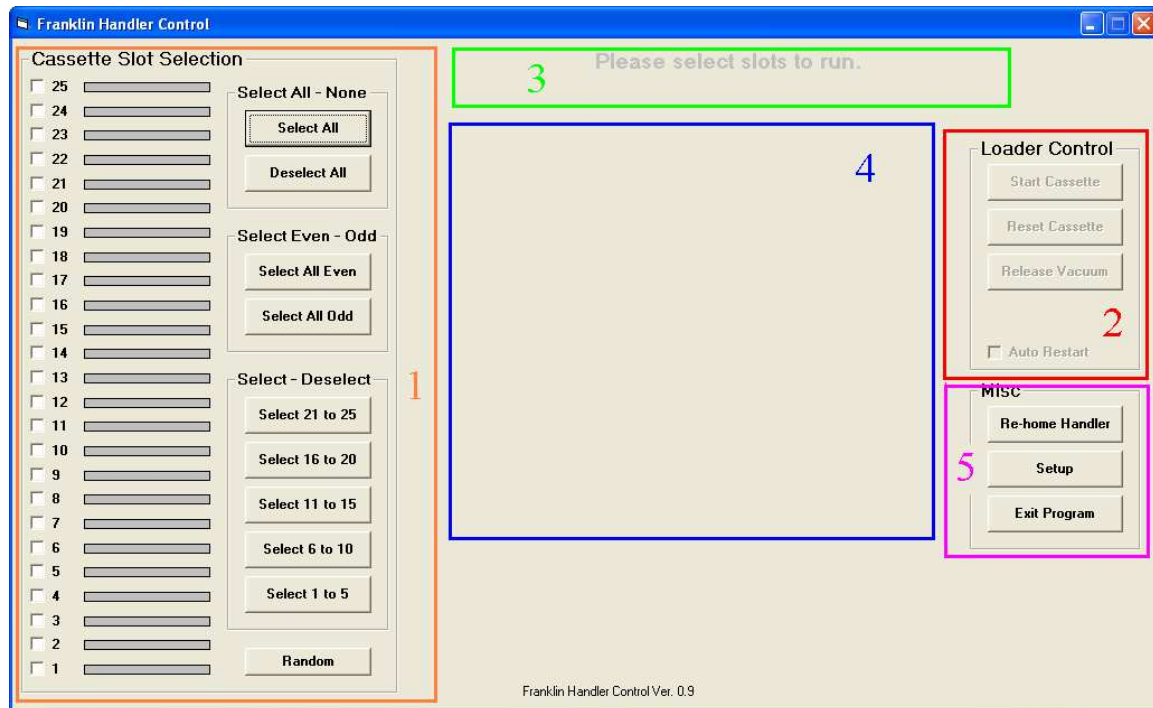 Franklin Handler Control
Cassette Slot Selection
25
24
23
22
21
20
19
18
17
16
15
14
13
12
11
10
9
8
7
6
5
4
3
2
1
Select All - None
Select All
Deselect All
Select Even - Odd
Select All Even
Select All Odd
Select - Deselect
Select 21 to 25
Select 16 to 20
Select 11 to 15
Select 6 to 10
Select 1 to 5
Random
1
Please select slots to run.
3
4
Loader Control
Start Cassette
Reset Cassette
Release Vacuum
2
Auto Restart
Misc
Re-home Handler
5
Setup
Exit Program
Franklin Handler Control Ver. 0.9